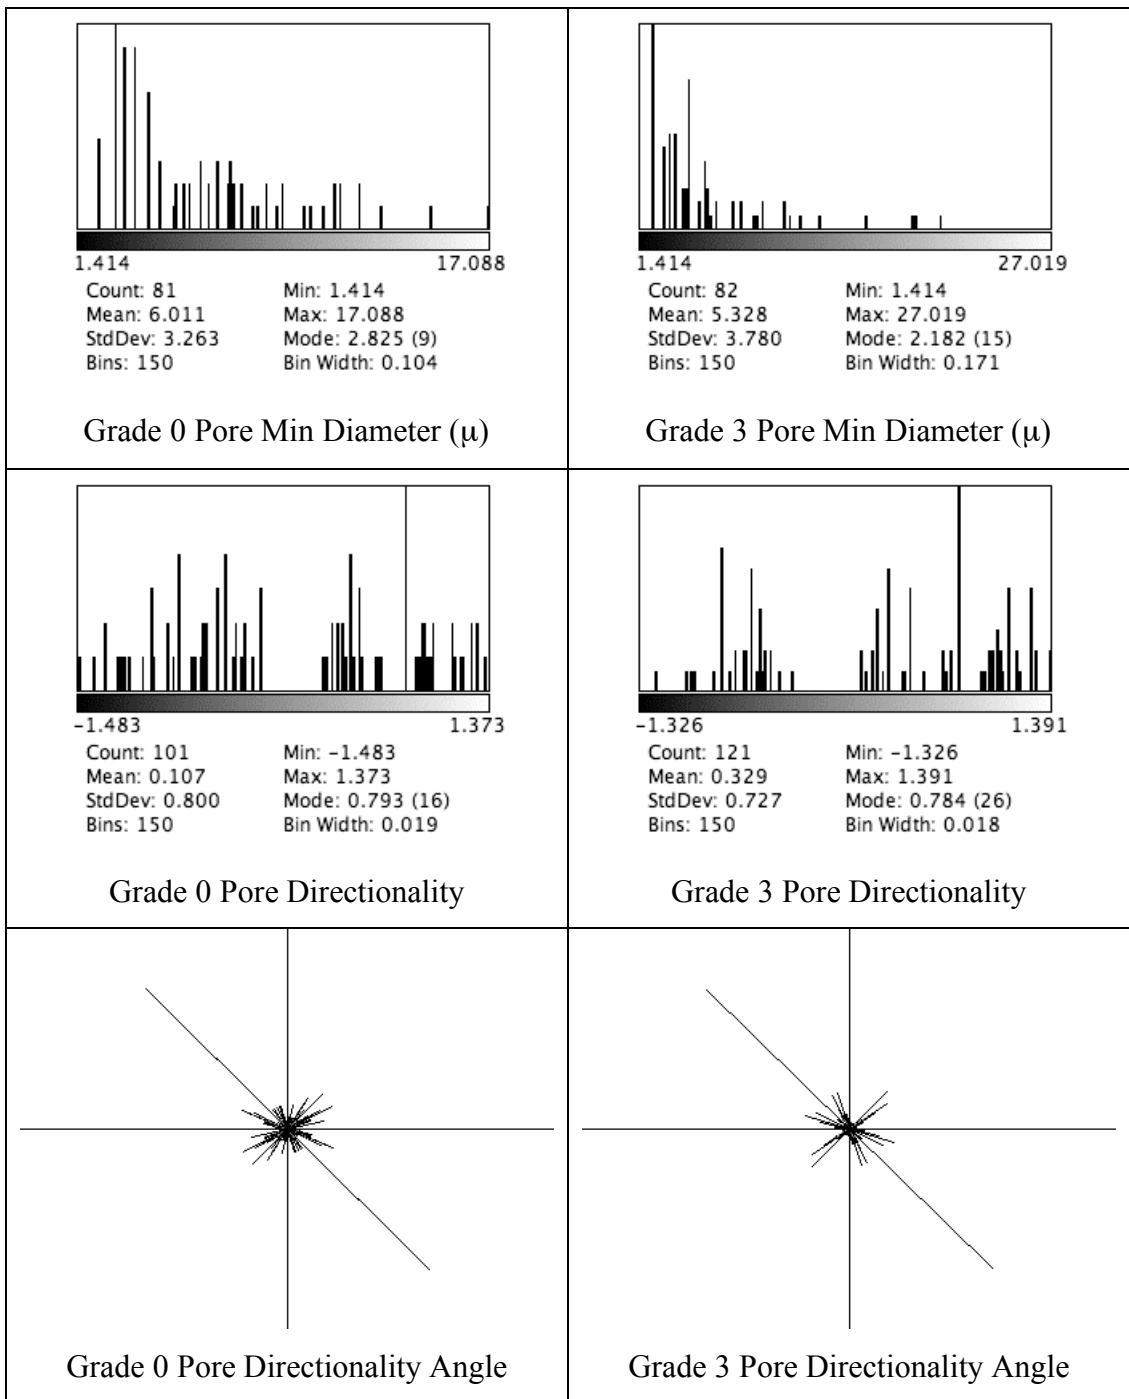 1.414 17.088
Count: 81 Min: 1.414
Mean: 6.011 Max: 17.088
StdDev: 3.263 Mode: 2.825 (9)
Bins: 150 Bin Width: 0.104
Grade 0 Pore Min Diameter (μ)
1.414 27.019
Count: 82 Min: 1.414
Mean: 5.328 Max: 27.019
StdDev: 3.780 Mode: 2.182 (15)
Bins: 150 Bin Width: 0.171
Grade 3 Pore Min Diameter (μ)
−1.483 1.373
Count: 101 Min: −1.483
Mean: 0.107 Max: 1.373
StdDev: 0.800 Mode: 0.793 (16)
Bins: 150 Bin Width: 0.019
Grade 0 Pore Directionality
−1.326 1.391
Count: 121 Min: −1.326
Mean: 0.329 Max: 1.391
StdDev: 0.727 Mode: 0.784 (26)
Bins: 150 Bin Width: 0.018
Grade 3 Pore Directionality
Grade 0 Pore Directionality Angle
Grade 3 Pore Directionality Angle